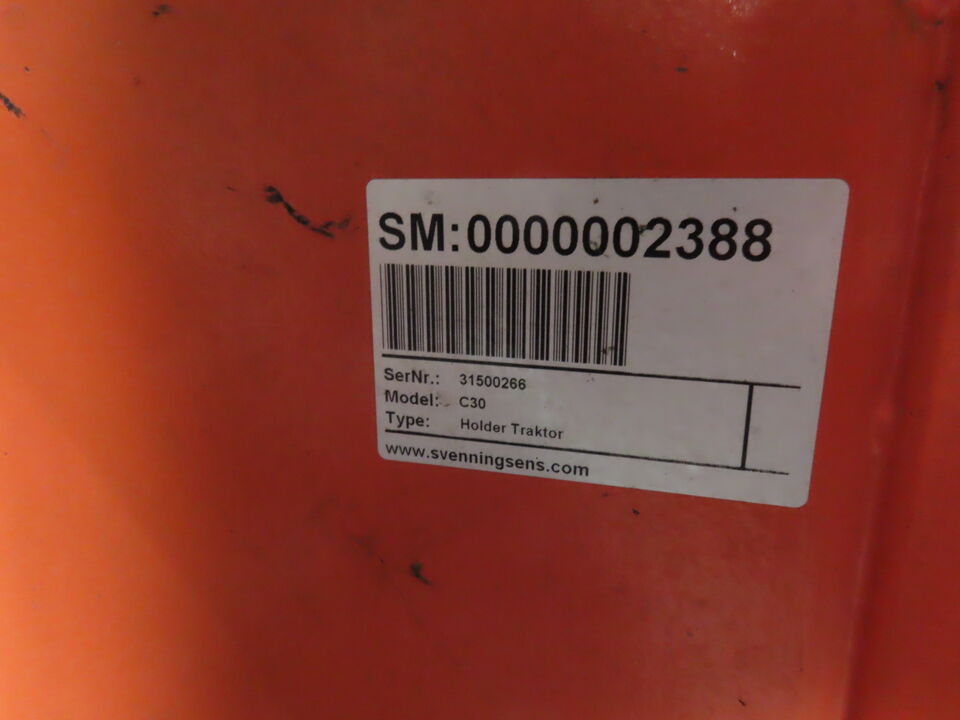 SM:0000002388
SerNr.: 31500266
Model: C30
Type: Holder Traktor
www.svenningsens.com